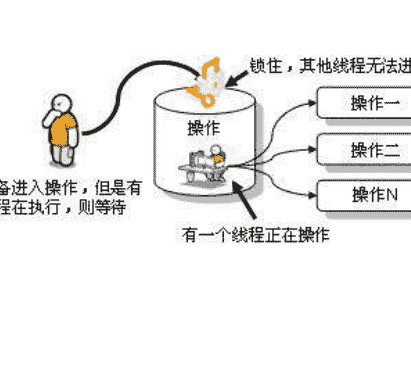 锁住，其他线程无法进
操作一
操作
操作二
备进入操作，但是有
程在执行，则等待
操作N
有一个线程正在操作